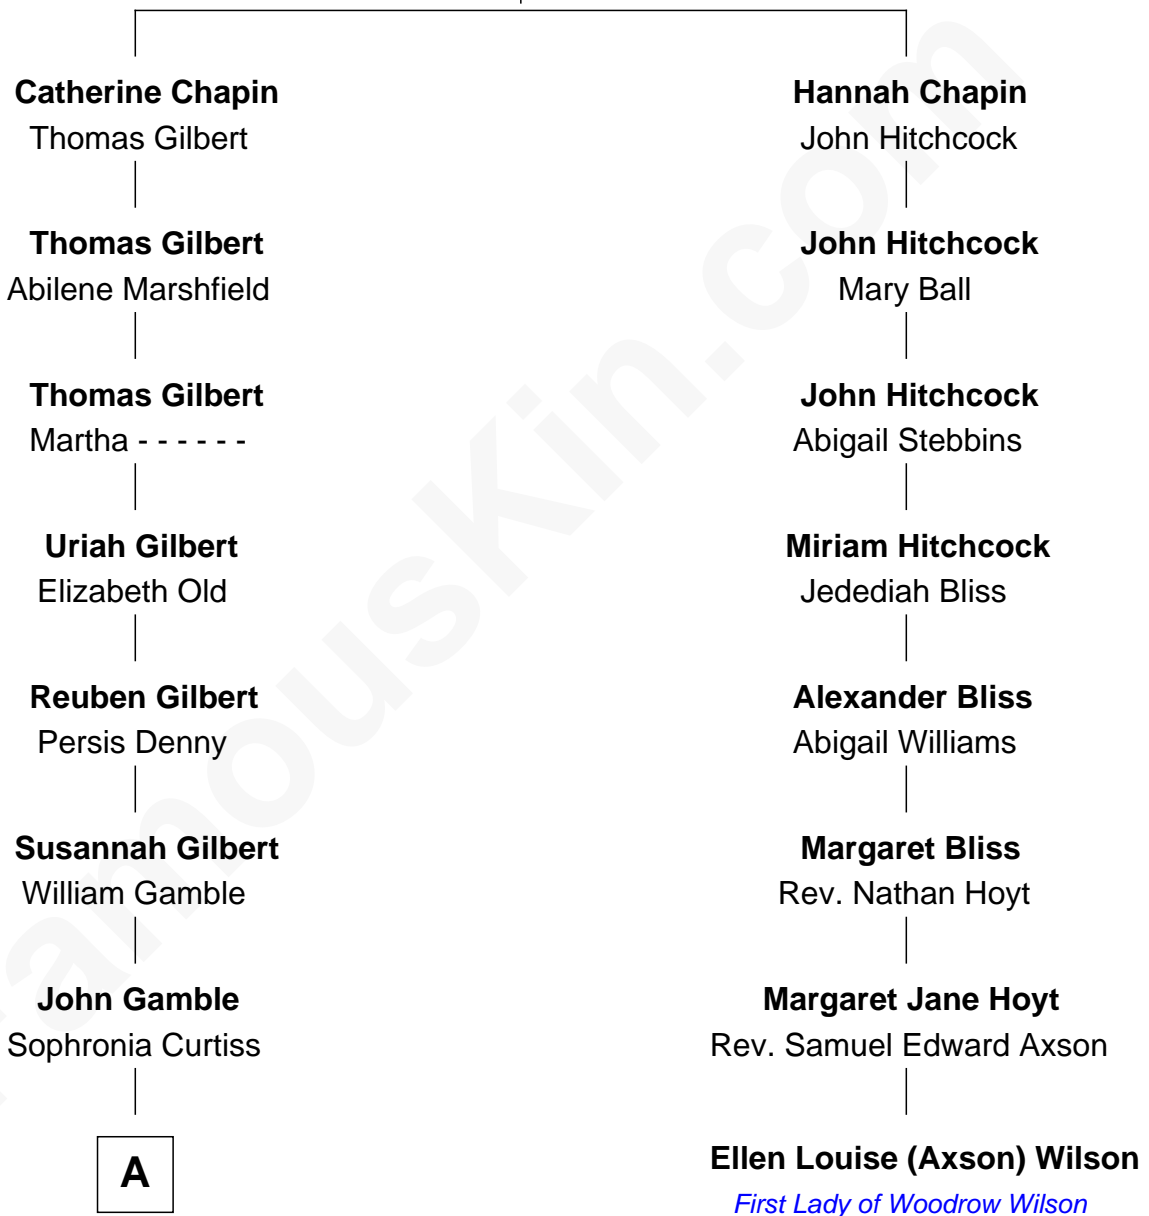 Catherine Chapin
Thomas Gilbert
Thomas Gilbert
Abilene Marshfield
Thomas Gilbert
Martha - - - - - -
Uriah Gilbert
Elizabeth Old
Reuben Gilbert
Persis Denny
Susannah Gilbert
William Gamble
John Gamble
Sophronia Curtiss
A
Hannah Chapin
John Hitchcock
John Hitchcock
Mary Ball
John Hitchcock
Abigail Stebbins
Miriam Hitchcock
Jedediah Bliss
Alexander Bliss
Abigail Williams
Margaret Bliss
Rev. Nathan Hoyt
Margaret Jane Hoyt
Rev. Samuel Edward Axson
Ellen Louise (Axson) Wilson
First Lady of Woodrow Wilson
FamousKin.com